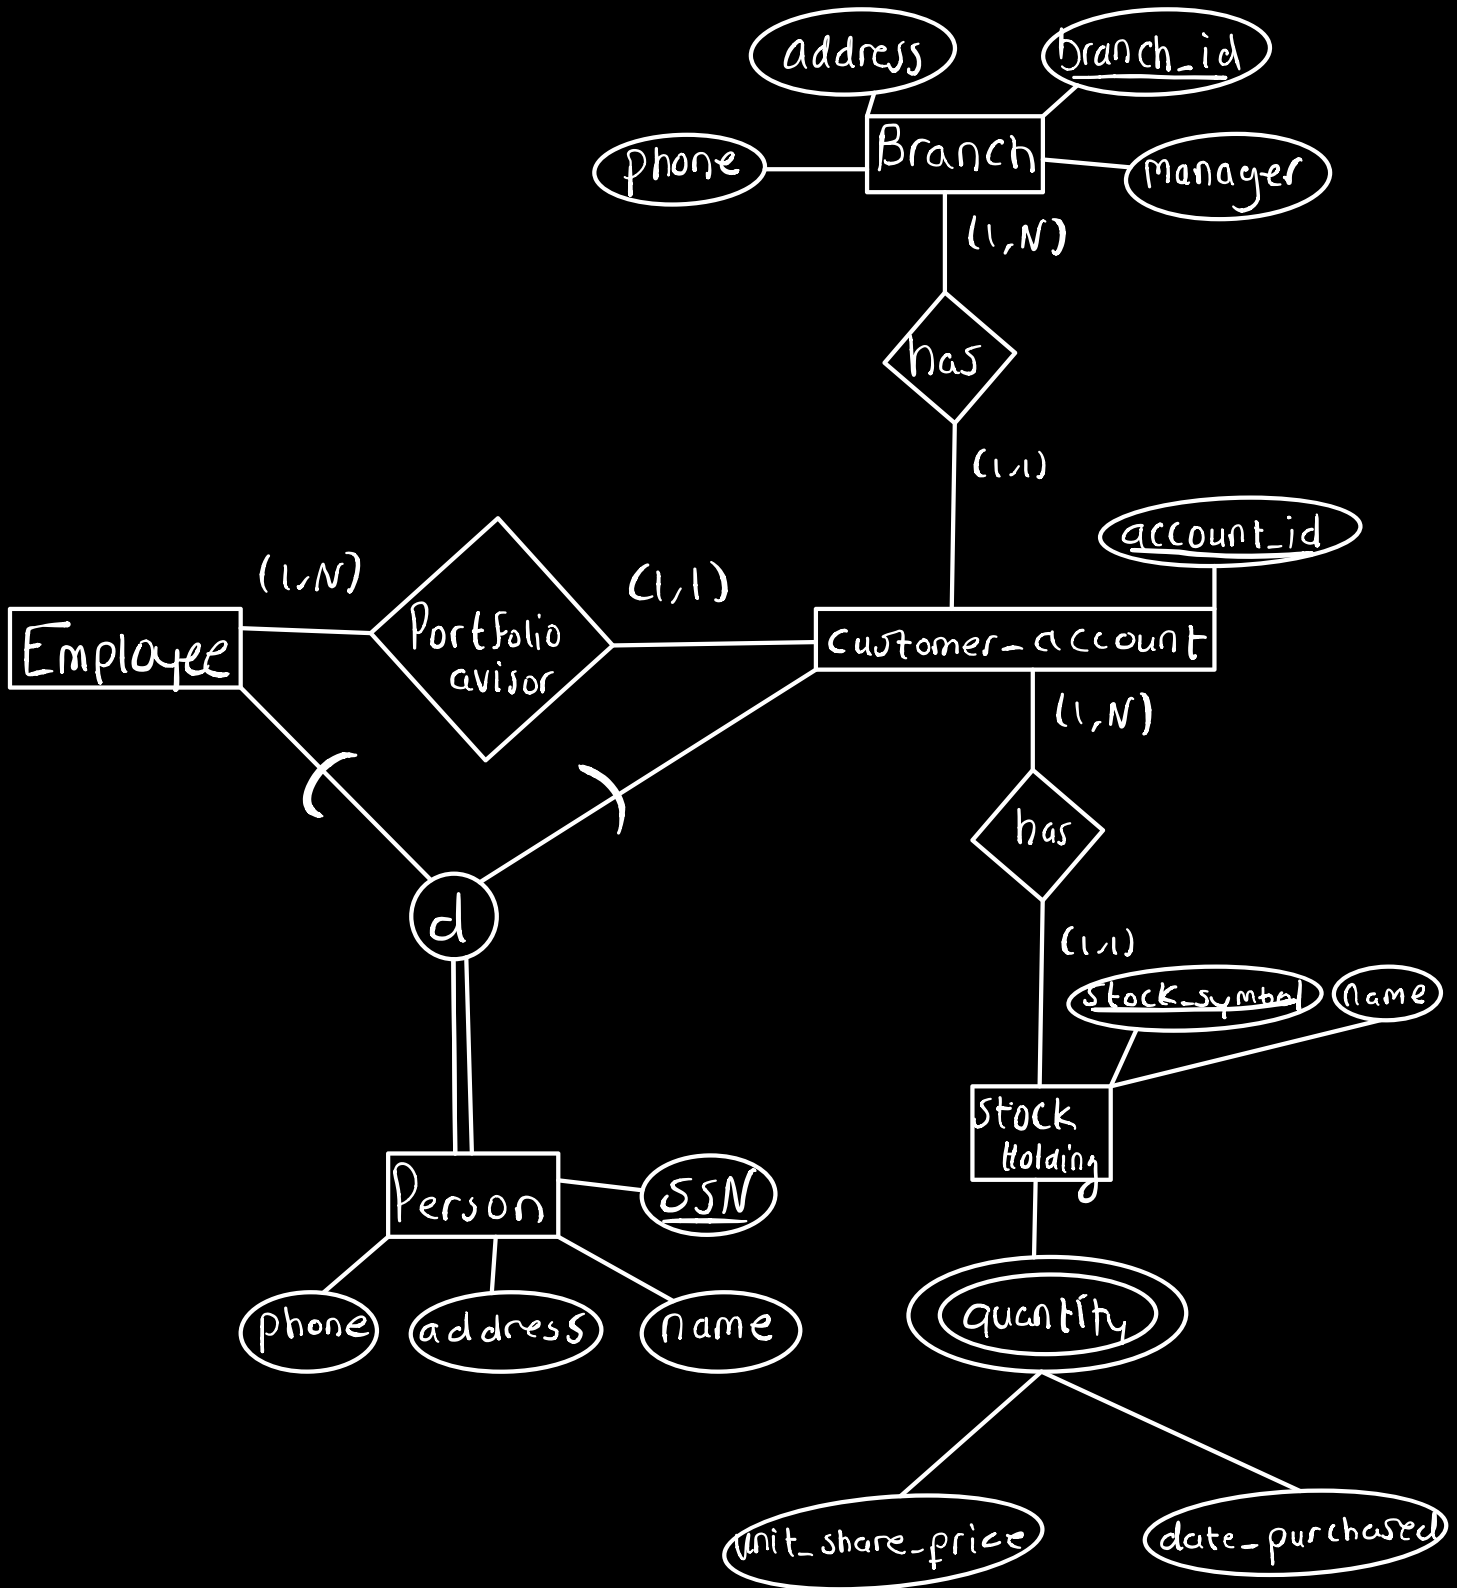 address
branch_id
phone
Branch
manager
(1,N)
has
(1,1)
account_id
(1,N)
(1,1)
Employee
Portfolio
avisor
customer_account
(1,N)
has
d
(1,1)
stock_symbol
name
Stock
Holding
Person
SSN
phone
address
name
quantity
unit_share_price
date_purchased